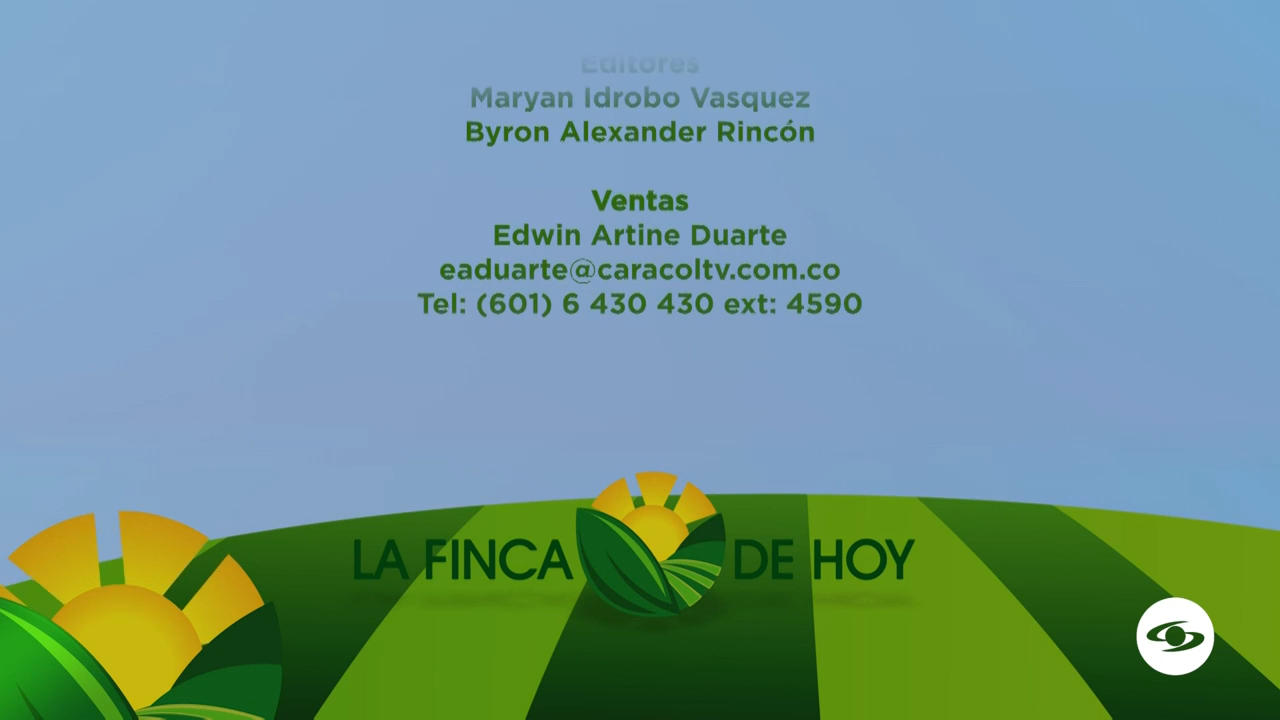 Editores
Maryan Idrobo Vasquez
Byron Alexander Rincón
Ventas
Edwin Artine Duarte
eaduarte@caracoltv.com.co
Tel: (601) 6 430 430 ext: 4590
LA FINCA DE HOY